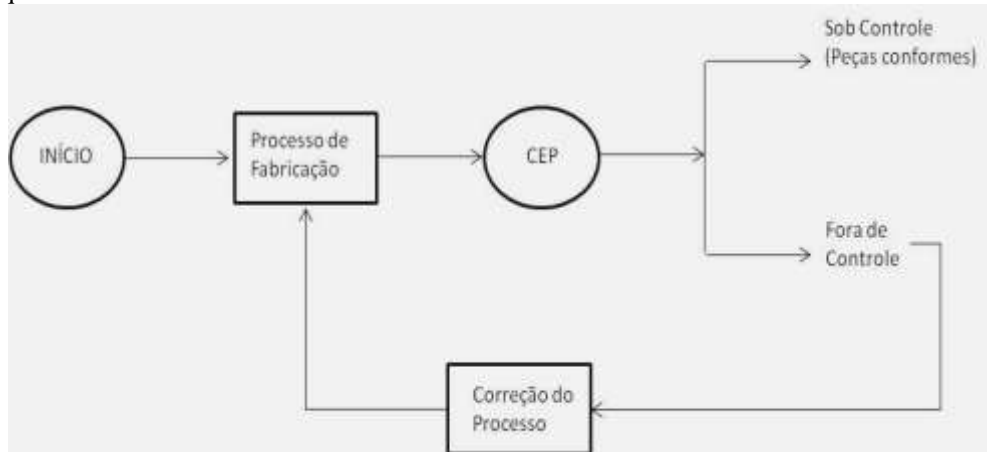 Sob Controle
(Peças conformes)
INÍCIO
Processo de
Fabricação
CEP
Fora de
Controle
Correção do
Processo